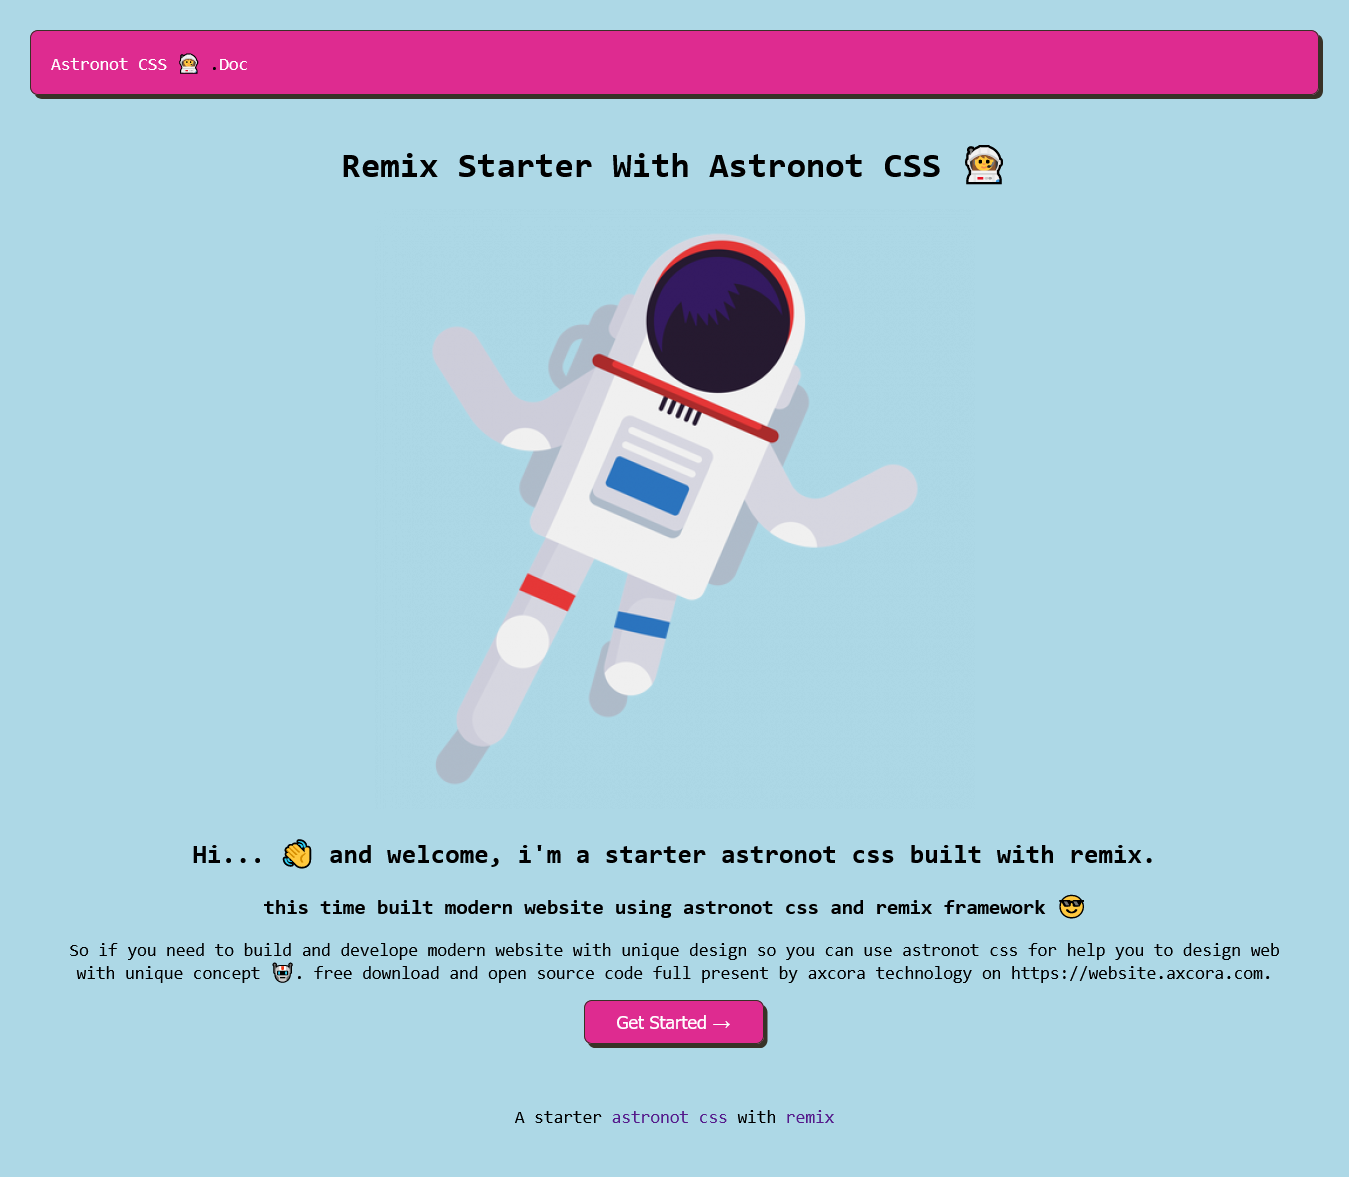 Astronot CSS 👩‍🚀 .Doc
Remix Starter With Astronot CSS 👩‍🚀
Hi... 👋 and welcome, i'm a starter astronot css built with remix.
this time built modern website using astronot css and remix framework 😎
So if you need to build and develope modern website with unique design so you can use astronot css for help you to design web
with unique concept 🤖. free download and open source code full present by axcora technology on https://website.axcora.com.
Get Started →
A starter astronot css with remix